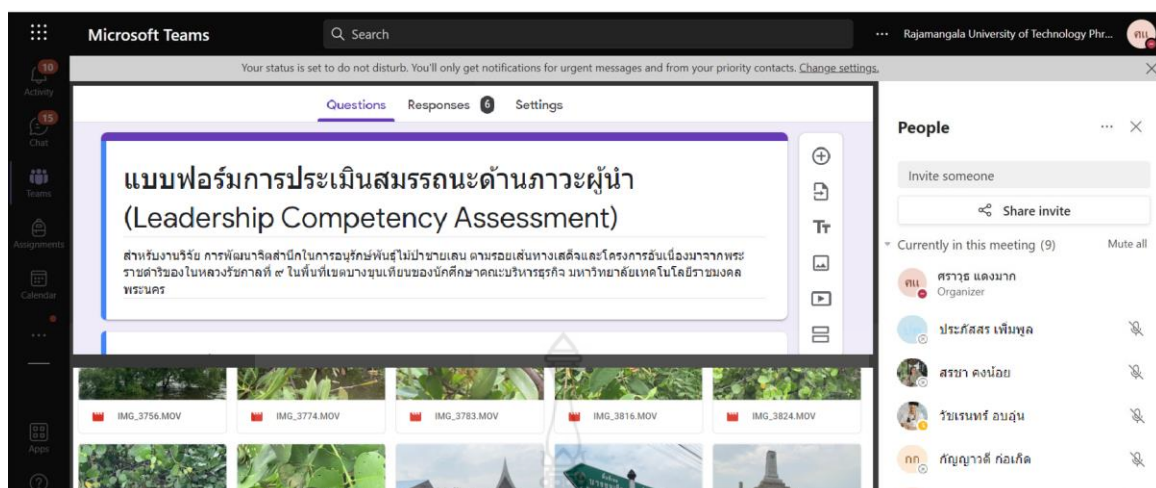 Microsoft Teams
Search
Rajamangala University of Technology Phr...
ศแ
Your status is set to do not disturb. You'll only get notifications for urgent messages and from your priority contacts. Change settings.
10
Activity
15
Chat
Teams
Assignments
Calendar
Apps
Questions Responses 6 Settings
แบบฟอร์มการประเมินสมรรถนะด้านภาวะผู้นำ
(Leadership Competency Assessment)
สำหรับงานวิจัย การพัฒนาจิตสำนึกในการอนุรักษ์พันธุ์ไม้ป่าชายเลน ตามรอยเส้นทางเสด็จและโครงการอันเนื่องมาจากพระ
ราชดำริของในหลวงรัชกาลที่ ๙ ในพื้นที่เขตบางขุนเทียนของนักศึกษาคณะบริหารธุรกิจ มหาวิทยาลัยเทคโนโลยีราชมงคล
พระนคร
Tт
IMG_3756.MOV
IMG_3774.MOV
IMG_3783.MOV
IMG_3816.MOV
IMG_3824.MOV
People
Invite someone
Share invite
Currently in this meeting (9) Mute all
ศแ
ศราวุธ แดงมาก
Organizer
ประภัสสร เพิ่มพูล
สรชา คงน้อย
วัชเรนทร์ อบอุ่น
กก
กัญญาวดี ก่อเกิด